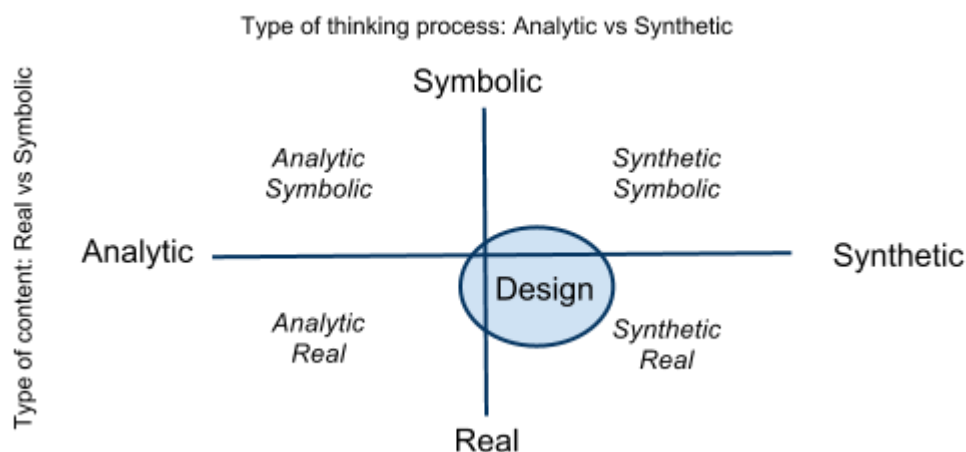 Type of thinking process: Analytic vs Synthetic
Type of content: Real vs Symbolic
Symbolic
Analytic
Symbolic
Synthetic
Symbolic
Analytic
Synthetic
Design
Analytic
Real
Synthetic
Real
Real